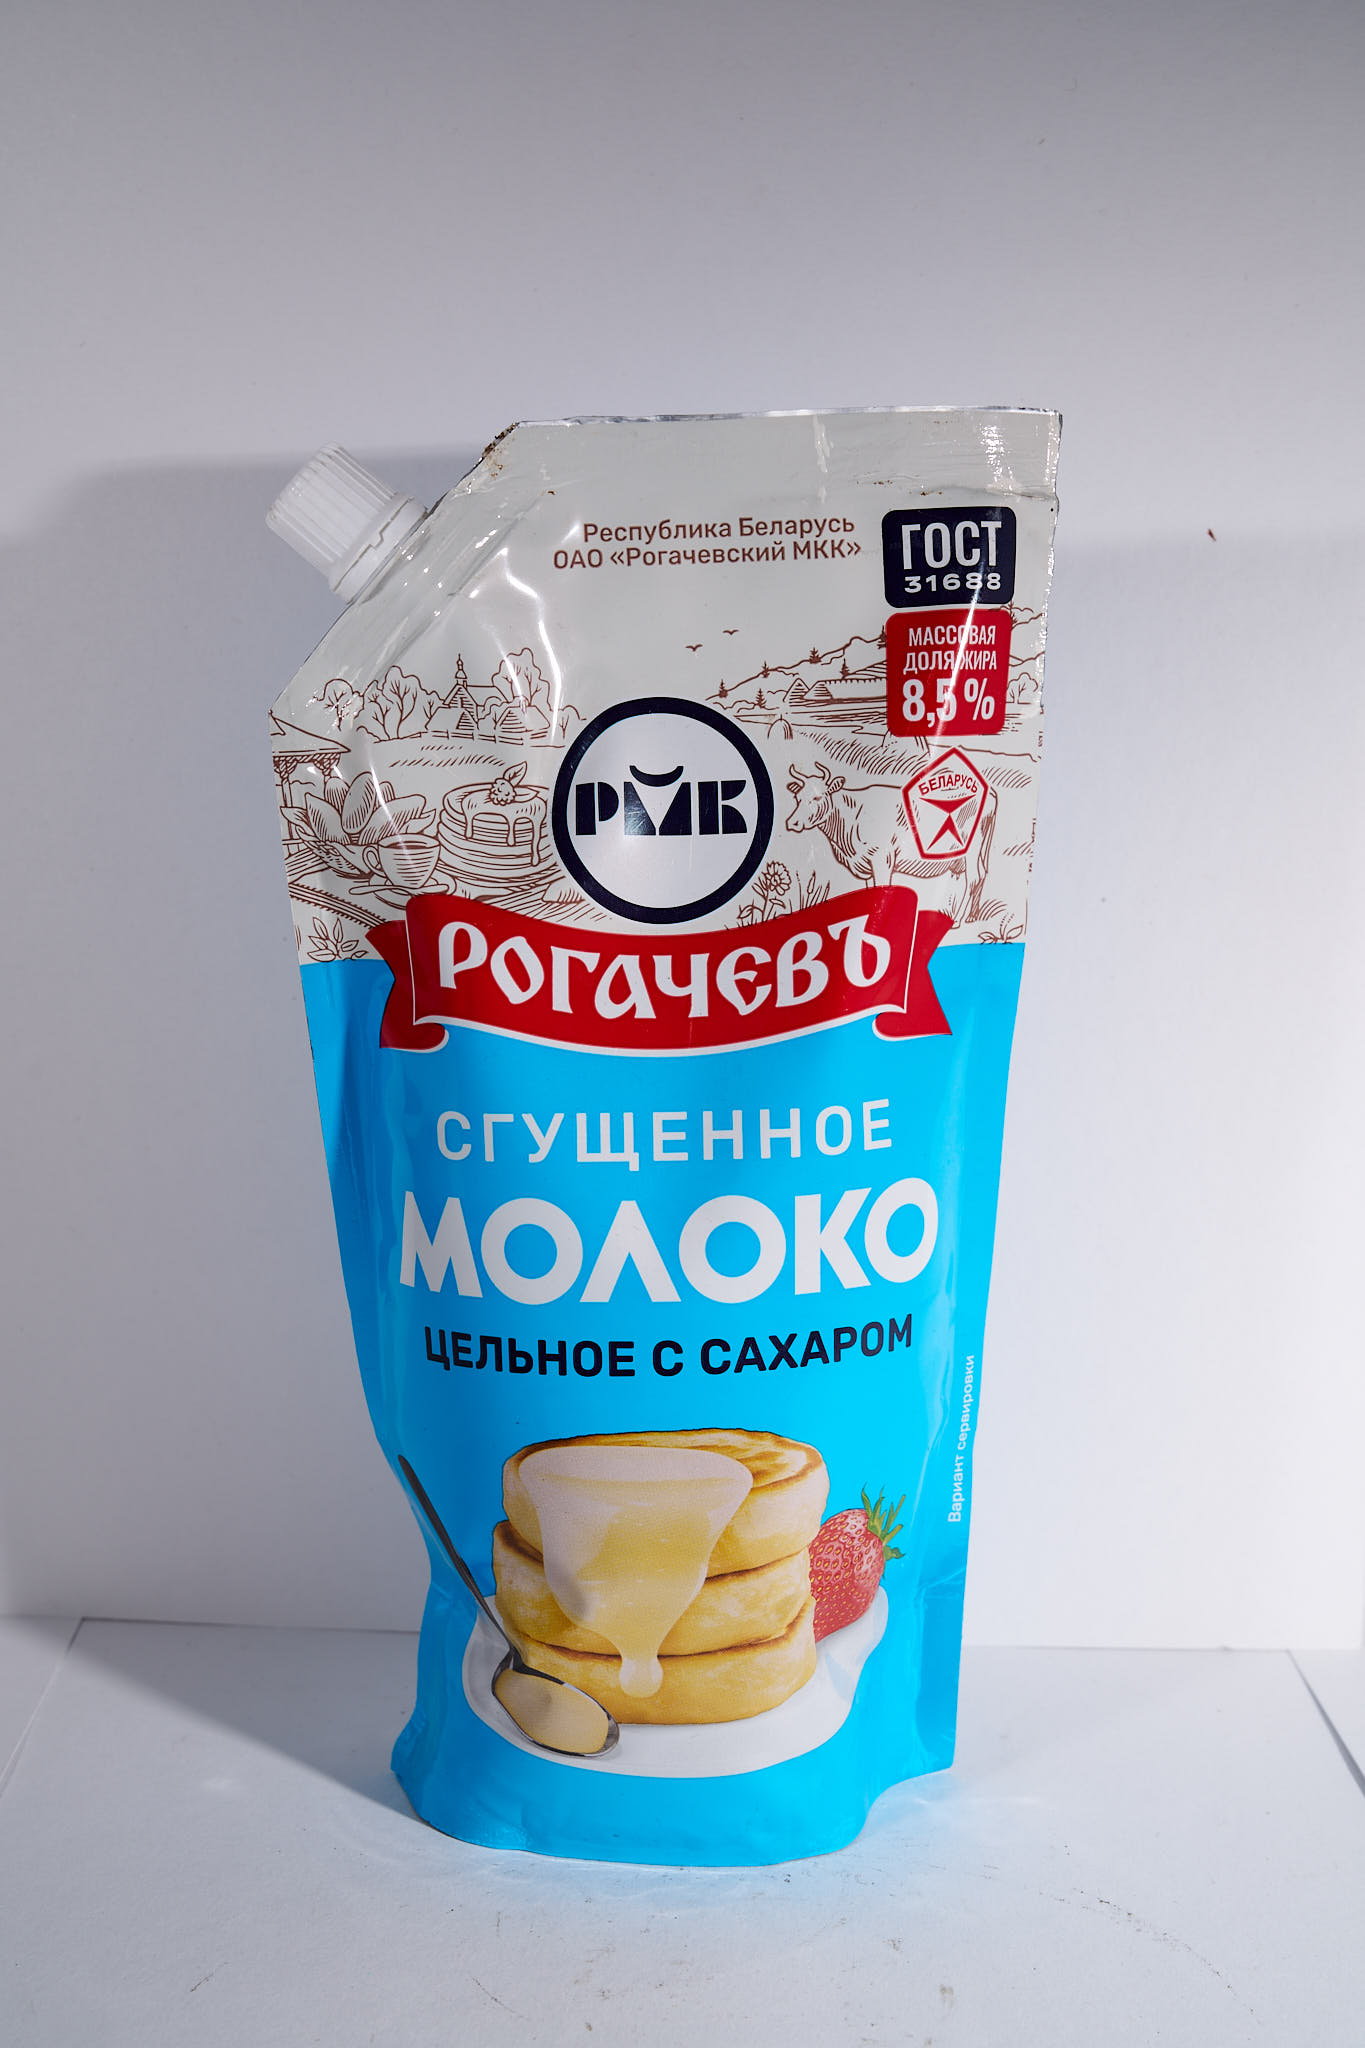 Республика Беларусь
ОАО «Рогачевский МКК»
ГОСТ
31688
МАССОВАЯ
ДОЛЯ ЖИРА
8,5 %
БЕЛАРУСЬ
РМК
РОГАЧЕВЪ
СГУЩЕННОЕ
МОЛОКО
ЦЕЛЬНОЕ С САХАРОМ
Вариант сервировки